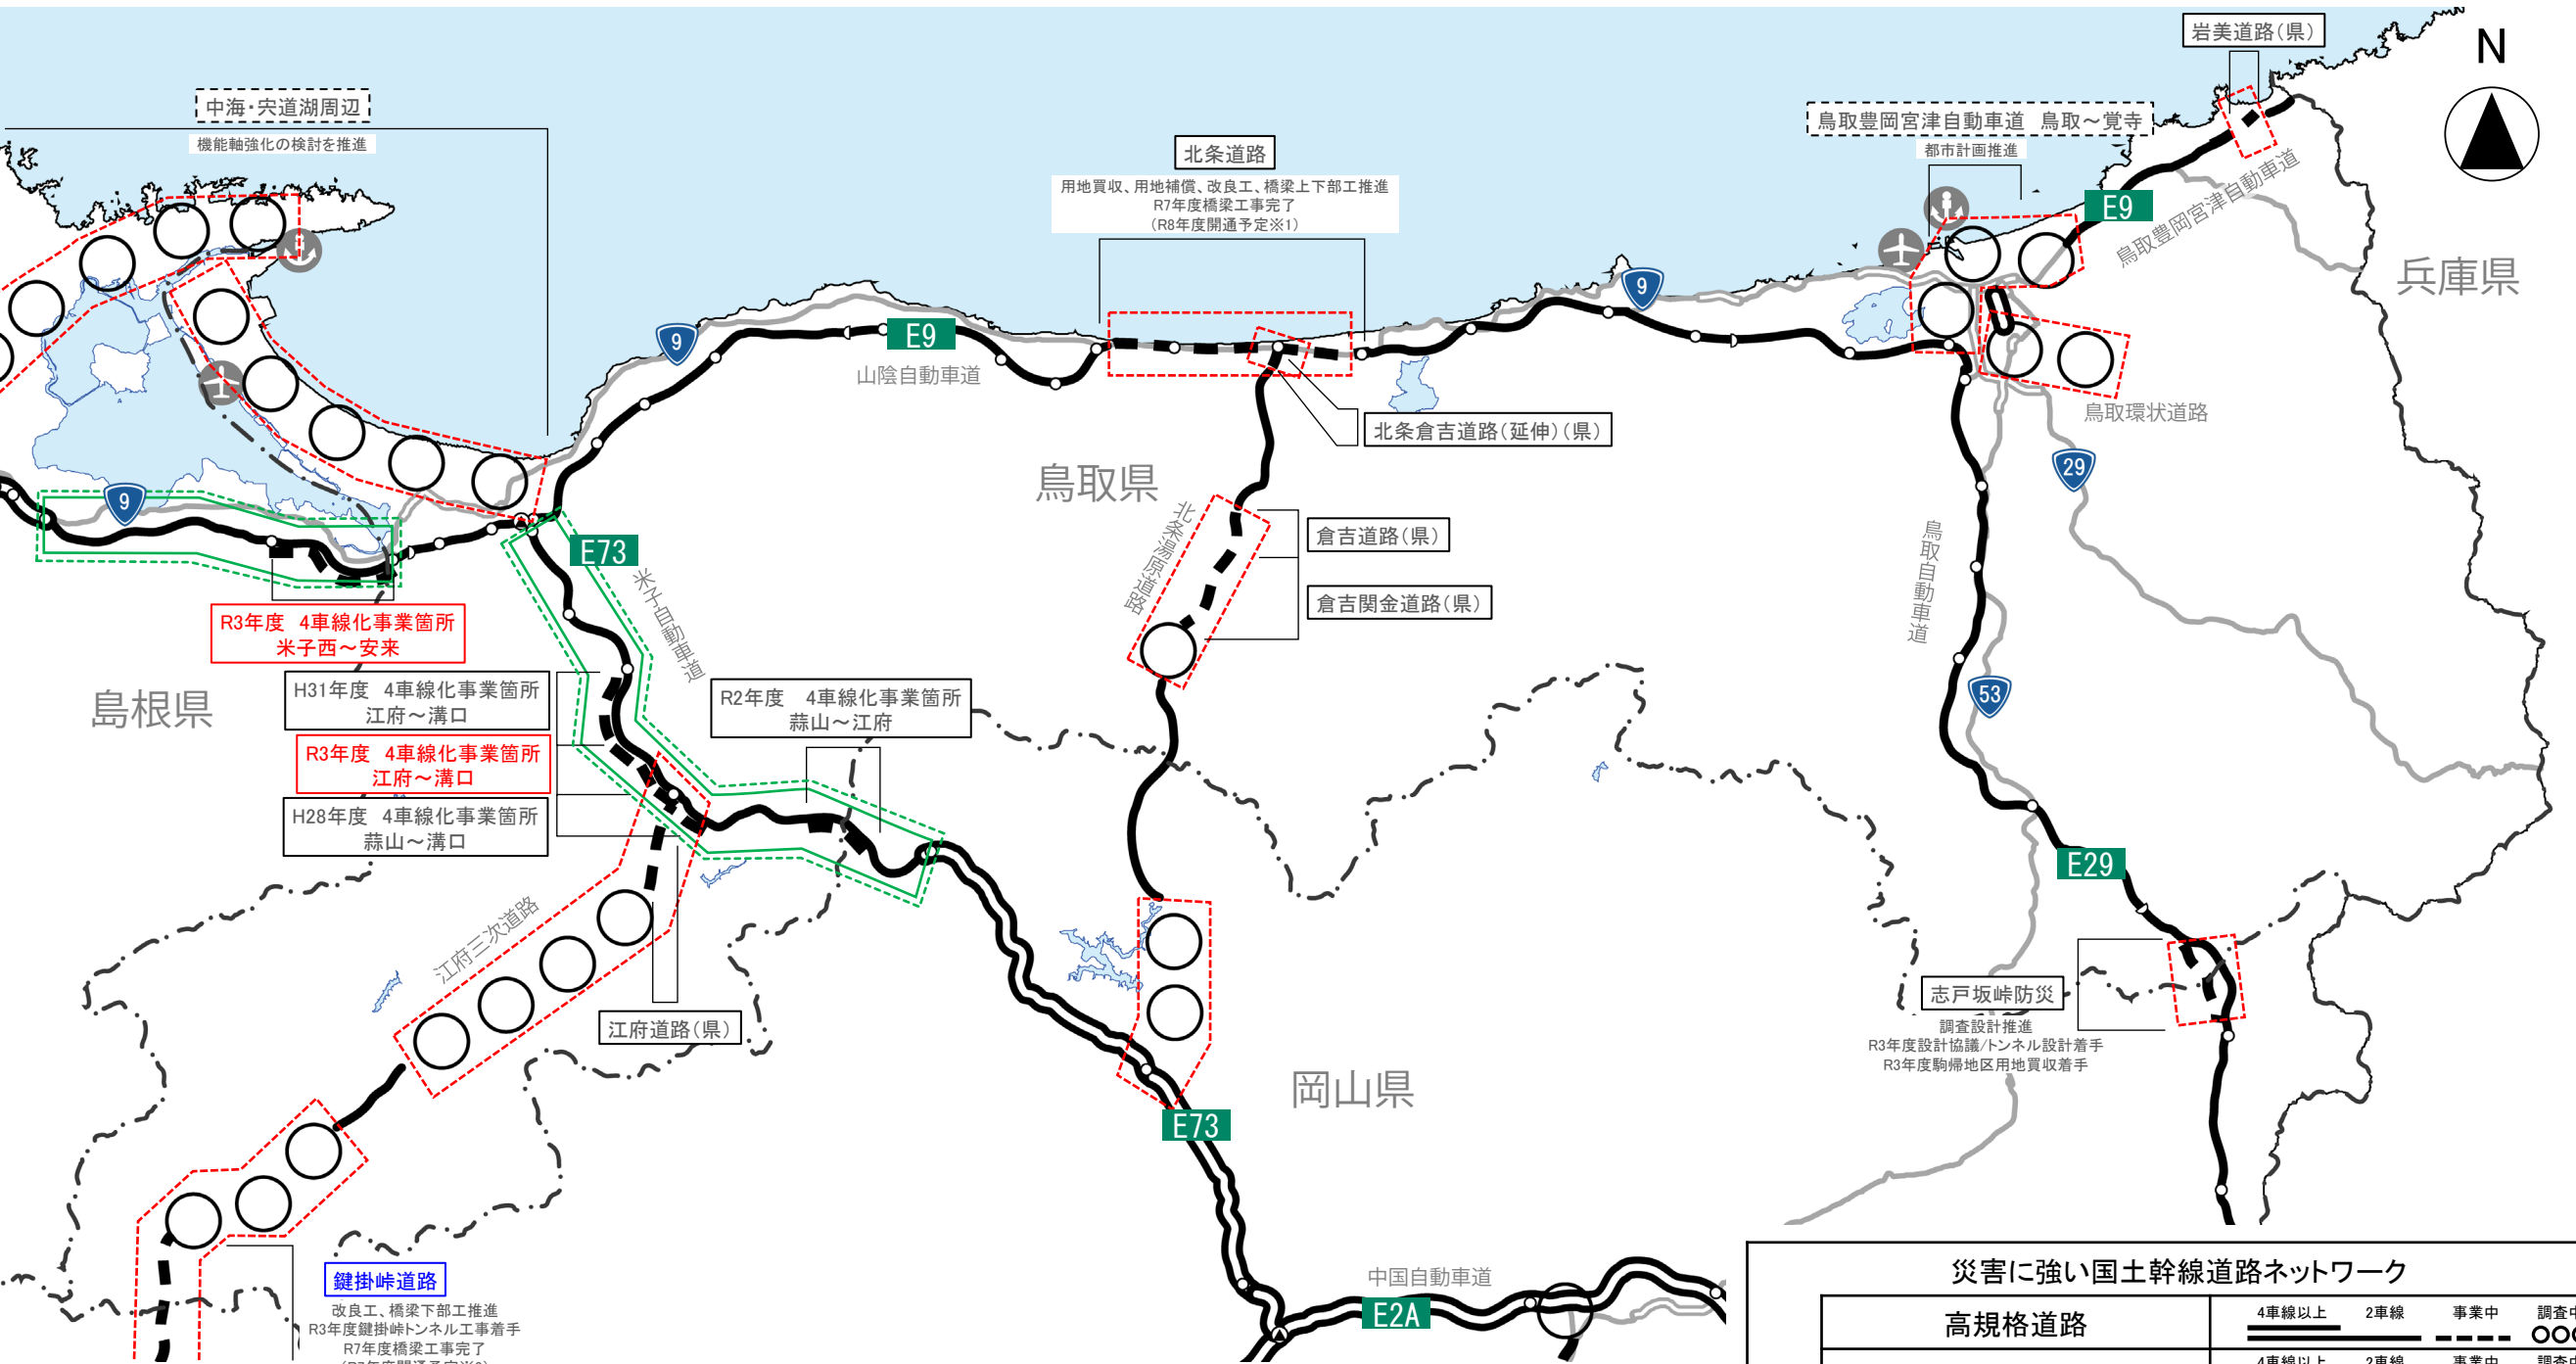 岩美道路(県)
N
中海・宍道湖周辺
機能軸強化の検討を推進
鳥取豊岡宮津自動車道 鳥取～覚寺
都市計画推進
北条道路
用地買収、用地補償、改良工、橋梁上下部工推進
R7年度橋梁工事完了
(R8年度開通予定※1)
E9
鳥取豊岡宮津自動車道
兵庫県
9
9
E9
山陰自動車道
鳥取環状道路
北条倉吉道路(延伸)(県)
29
鳥取県
9
E73
北条湯原道路
倉吉道路(県)
鳥取自動車道
米子自動車道
倉吉関金道路(県)
R3年度 4車線化事業箇所
米子西～安来
島根県
H31年度 4車線化事業箇所
江府～溝口
R2年度 4車線化事業箇所
蒜山～江府
53
R3年度 4車線化事業箇所
江府～溝口
H28年度 4車線化事業箇所
蒜山～溝口
E29
江府三次道路
江府道路(県)
志戸坂峠防災
調査設計推進
R3年度設計協議/トンネル設計着手
R3年度駒帰地区用地買収着手
岡山県
E73
鍵掛峠道路
改良工、橋梁下部工推進
R3年度鍵掛峠トンネル工事着手
R7年度橋梁工事完了
中国自動車道
E2A
災害に強い国土幹線道路ネットワーク
高規格道路
4車線以上 2車線 事業中 調査中
4車線以上 2車線 事業中 調査中